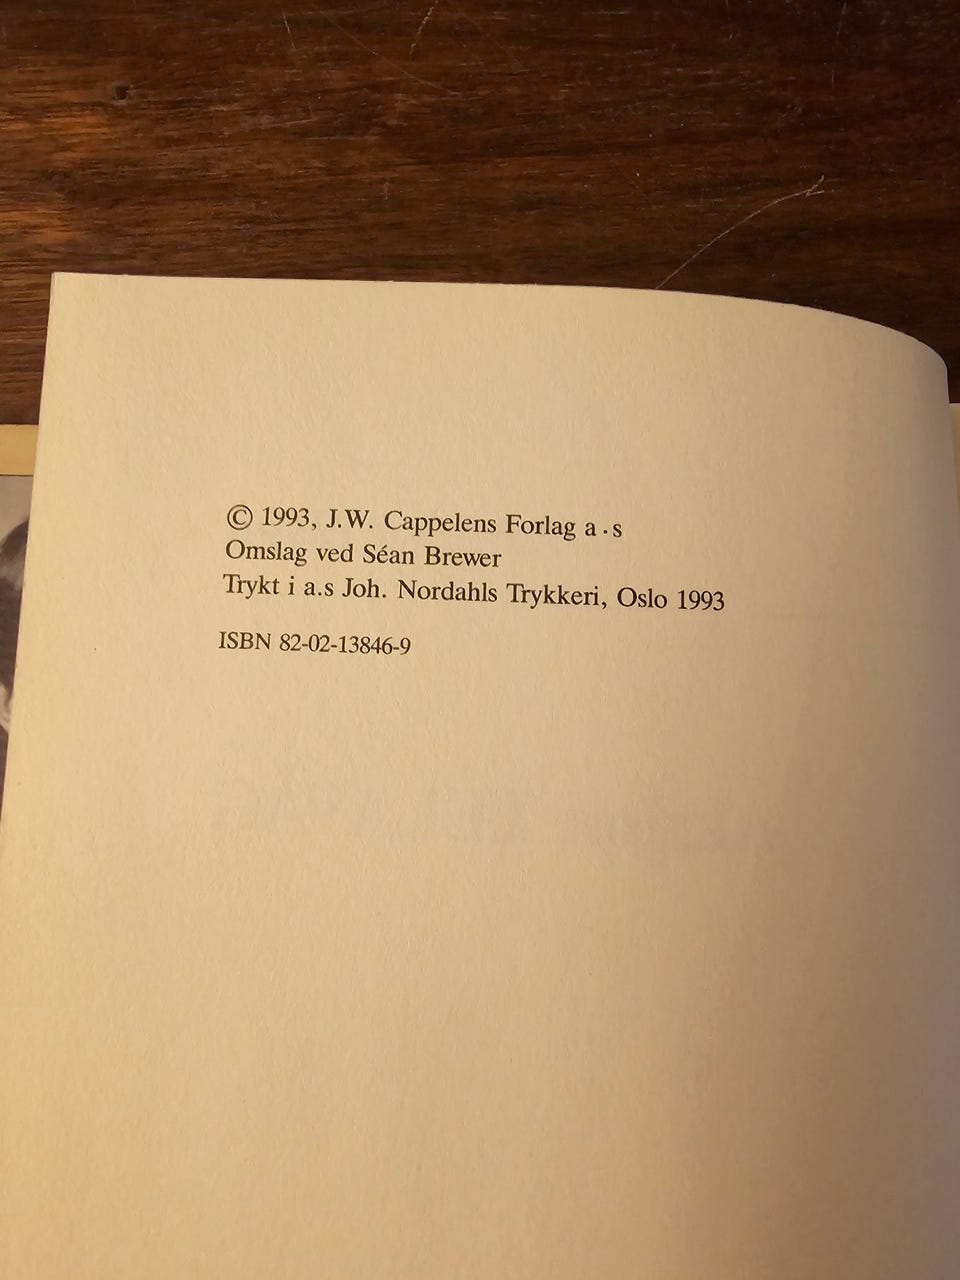 © 1993, J.W. Cappelens Forlag a·s
Omslag ved Séan Brewer
Trykt i a.s Joh. Nordahls Trykkeri, Oslo 1993
ISBN 82-02-13846-9